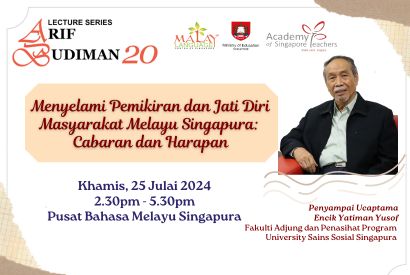 LECTURE SERIES
ARIF
BUDIMAN 20
MALAY
Ministry of Education
SINGAPORE
Academy
of Singapore Teachers
Menyelami Pemikiran dan Jati Diri
Masyarakat Melayu Singapura:
Cabaran dan Harapan
Khamis, 25 Julai 2024
2.30pm - 5.30pm
Pusat Bahasa Melayu Singapura
Penyampai Ucaptama
Encik Yatiman Yusof
Fakulti Adjung dan Penasihat Program
University Sains Sosial Singapura